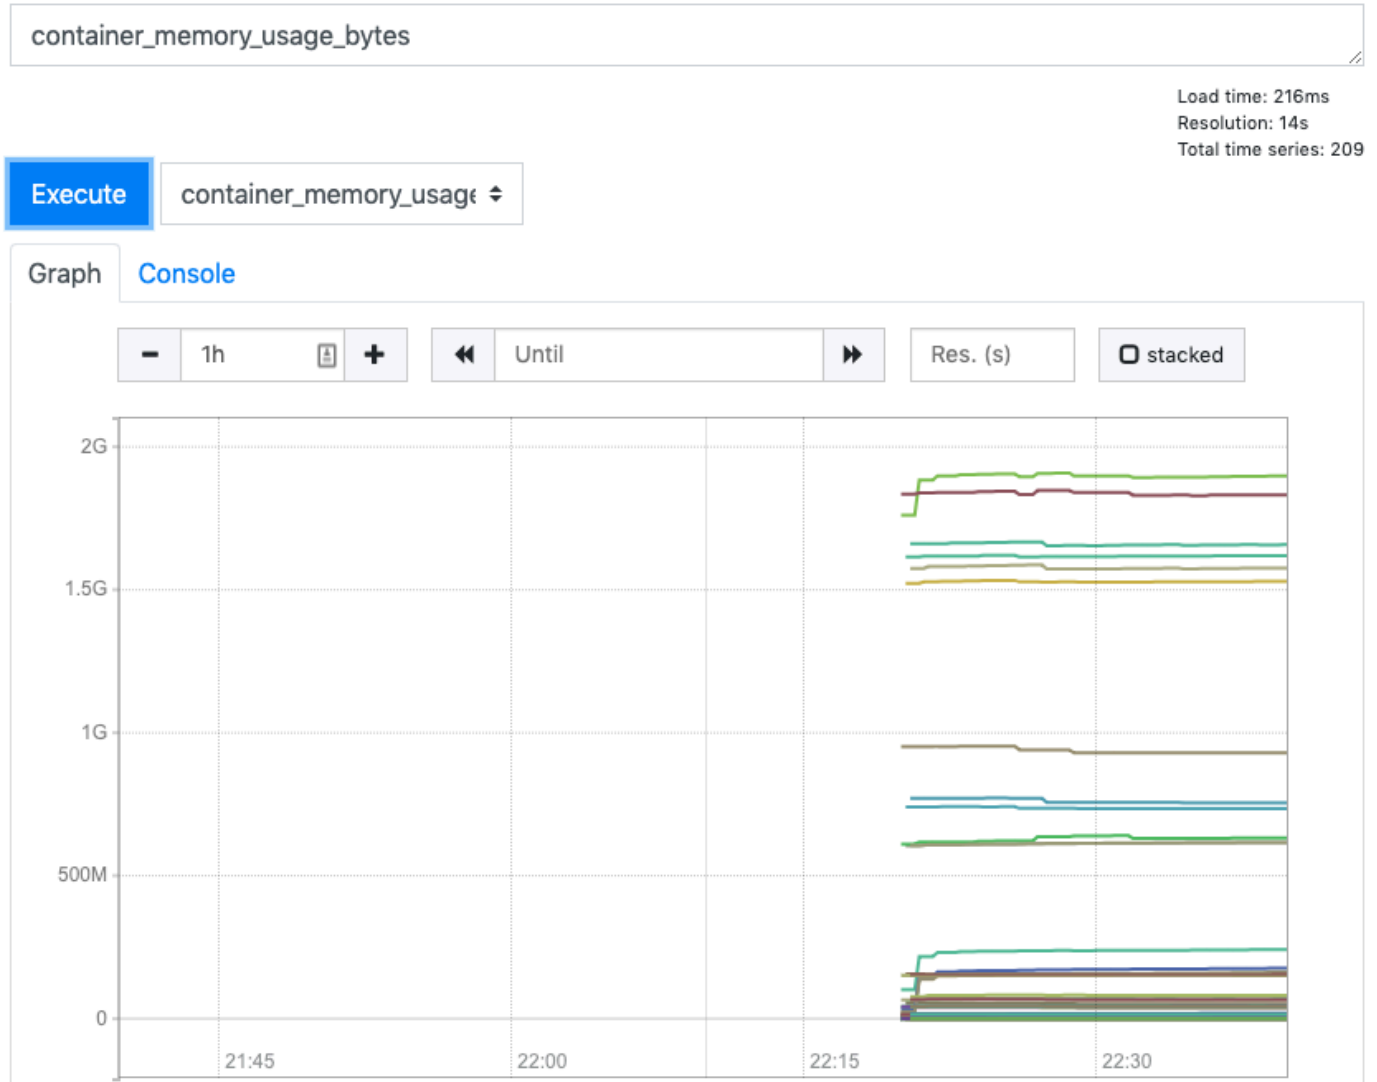 container_memory_usage_bytes
Load time: 216ms
Resolution: 14s
Total time series: 209
Execute
container_memory_usage
Graph
Console
1h
Until
Res. (s)
stacked
2G
1.5G
1G
500M
0
21:45
22:00
22:15
22:30